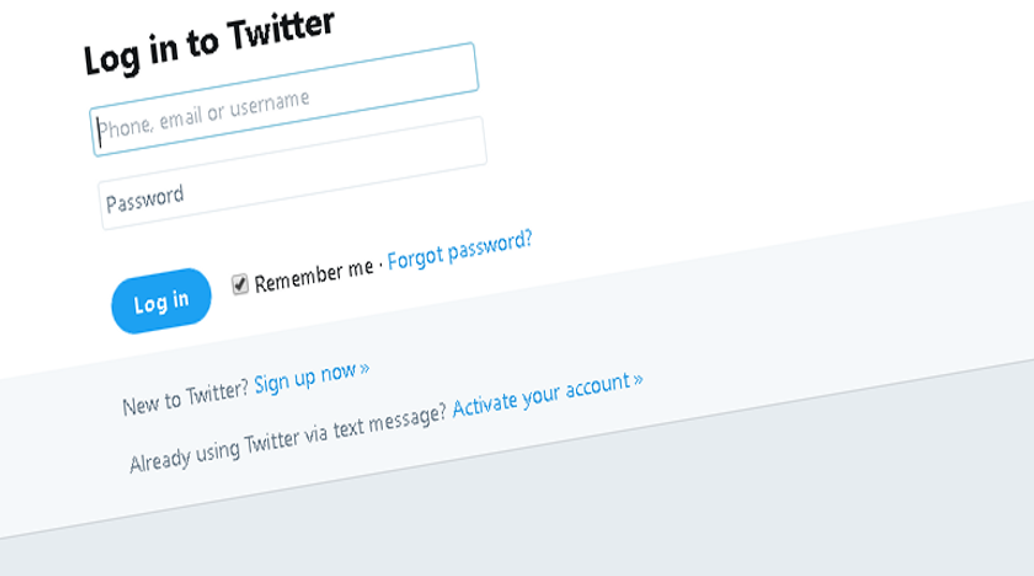 Log in to Twitter
Phone, email or username
Password
Log in Remember me · Forgot password?
New to Twitter? Sign up now »
Already using Twitter via text message? Activate your account »